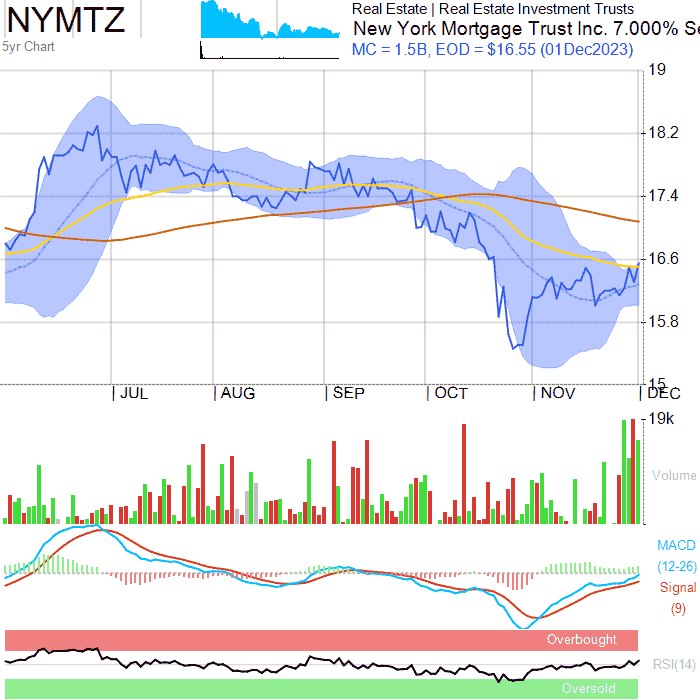 NYMTZ
5yr Chart
Real Estate | Real Estate Investment Trusts
New York Mortgage Trust Inc. 7.000% Se
MC = 1.5B, EOD = $16.55 (01Dec2023)
19
18.2
17.4
16.6
15.8
15
JUL AUG SEP OCT NOV DEC
19k
Volume
MACD
(12-26)
Signal
(9)
Overbought
RSI(14)
Oversold